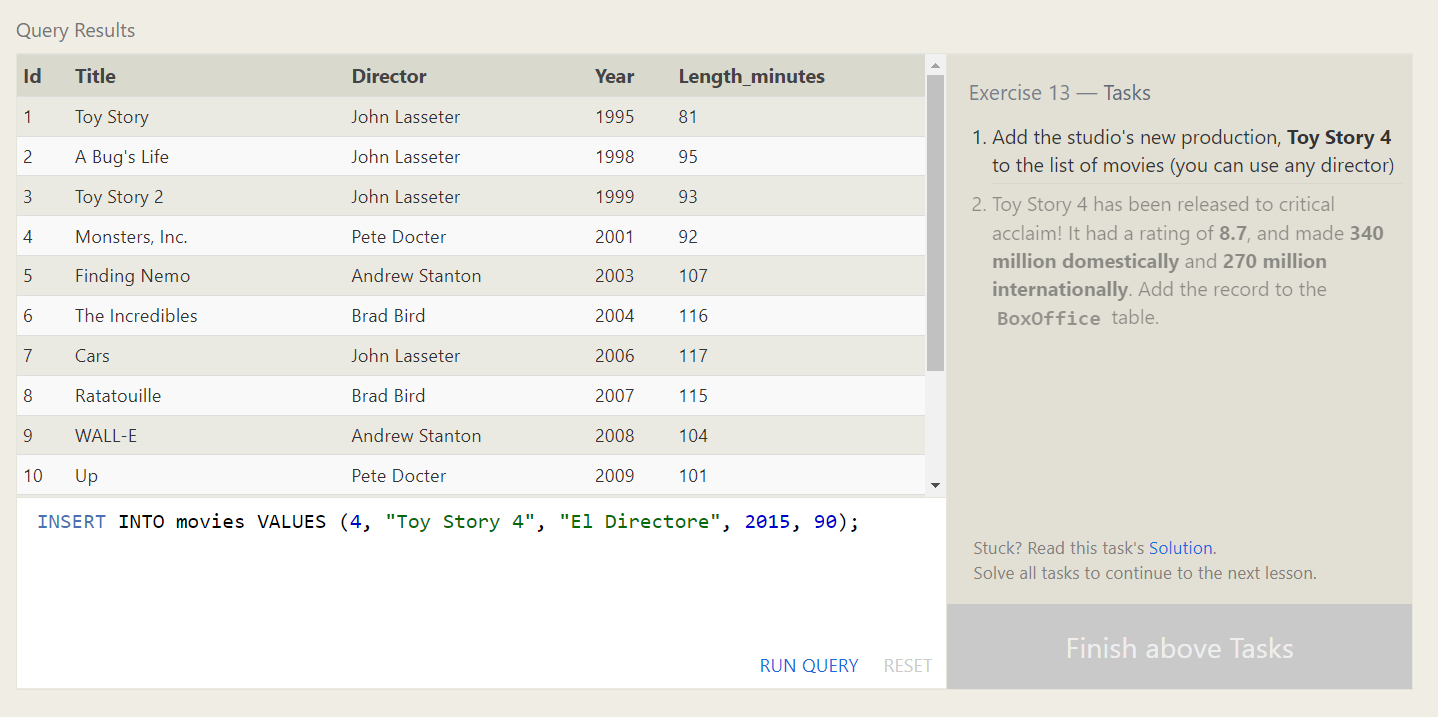 Query Results
Id Title Director Year Length_minutes
1 Toy Story John Lasseter 1995 81
2 A Bug's Life John Lasseter 1998 95
3 Toy Story 2 John Lasseter 1999 93
4 Monsters, Inc. Pete Docter 2001 92
5 Finding Nemo Andrew Stanton 2003 107
6 The Incredibles Brad Bird 2004 116
7 Cars John Lasseter 2006 117
8 Ratatouille Brad Bird 2007 115
9 WALL-E Andrew Stanton 2008 104
10 Up Pete Docter 2009 101
INSERT INTO movies VALUES (4, "Toy Story 4", "El Directore", 2015, 90);
RUN QUERY RESET
Exercise 13 — Tasks
1. Add the studio's new production, Toy Story 4
to the list of movies (you can use any director)
2. Toy Story 4 has been released to critical
acclaim! It had a rating of 8.7, and made 340
million domestically and 270 million
internationally. Add the record to the
BoxOffice table.
Stuck? Read this task's Solution.
Solve all tasks to continue to the next lesson.
Finish above Tasks